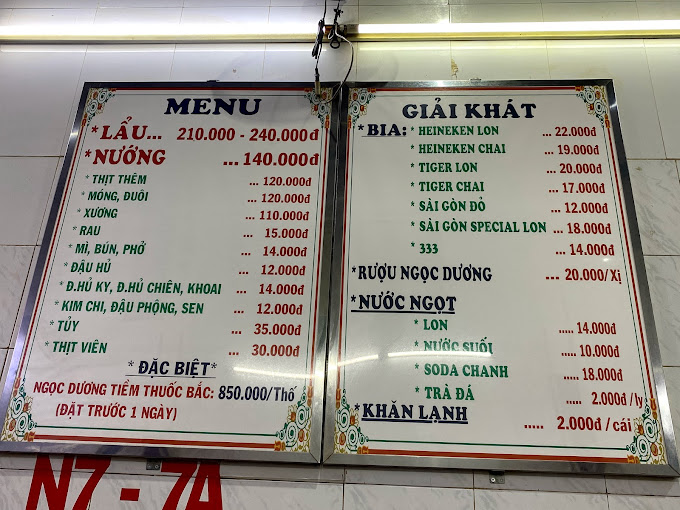 MENU
*LẨU... 210.000 - 240.000đ
*NƯỚNG ... 140.000đ
* THỊT THÊM ... 120.000đ
* MÓNG, ĐUÔI ... 120.000đ
* XƯƠNG ... 110.000đ
* RAU ... 15.000đ
* MÌ, BÚN, PHỞ ... 14.000đ
* ĐẬU HỦ ... 12.000đ
* Đ.HỦ KY, Đ.HỦ CHIÊN, KHOAI ... 14.000đ
* KIM CHI, ĐẬU PHỘNG, SEN ... 12.000đ
* TỦY ... 35.000đ
* THỊT VIÊN ... 30.000đ
*ĐẶC BIỆT*
NGỌC DƯƠNG TIỀM THUỐC BẮC: 850.000/Thố
(ĐẶT TRƯỚC 1 NGÀY)
GIẢI KHÁT
*BIA: * HEINEKEN LON ... 22.000đ
* HEINEKEN CHAI ... 19.000đ
* TIGER LON ... 20.000đ
* TIGER CHAI ... 17.000đ
* SÀI GÒN ĐỎ ... 12.000đ
* SÀI GÒN SPECIAL LON ... 18.000đ
* 333 ... 14.000đ
*RƯỢU NGỌC DƯƠNG ... 20.000/Xị
*NƯỚC NGỌT
* LON ..... 14.000đ
* NƯỚC SUỐI ..... 10.000đ
* SODA CHANH ..... 18.000đ
* TRÀ ĐÁ ..... 2.000đ/ly
*KHĂN LẠNH ..... 2.000đ/cái
N7 - 7A